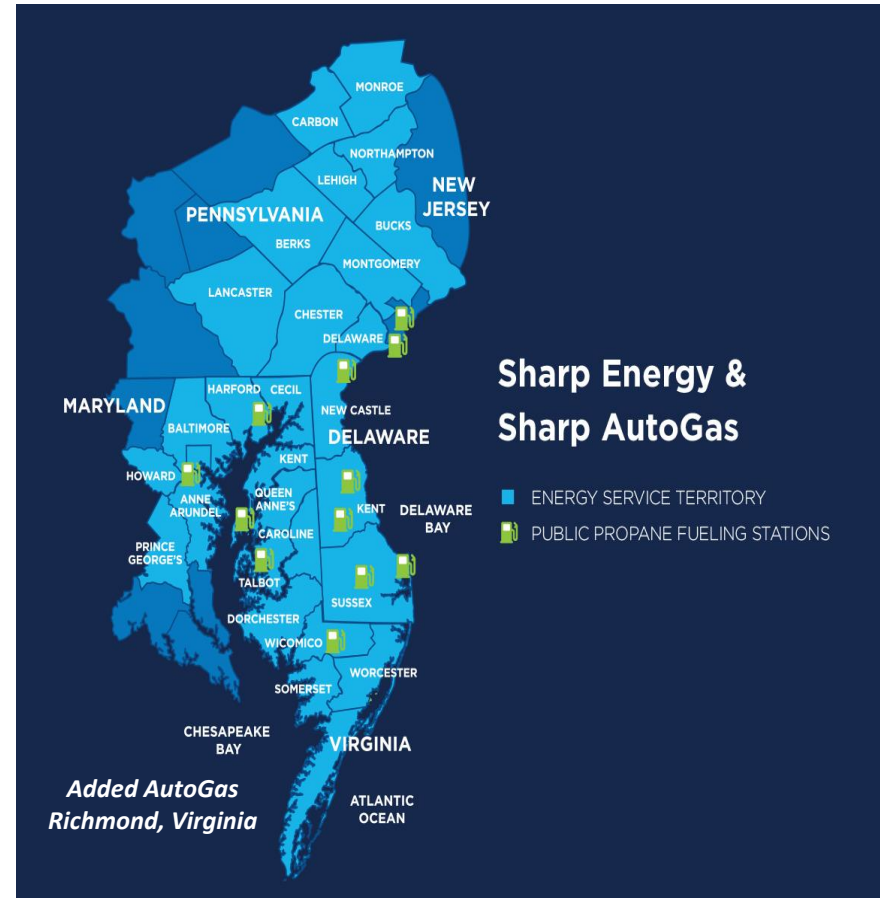 MONROE
CARBON
NORTHAMPTON
LEHIGH
NEW
JERSEY
PENNSYLVANIA
BUCKS
BERKS
MONTGOMERY
LANCASTER
CHESTER
DELAWARE
HARFORD
CECIL
MARYLAND
NEW CASTLE
BALTIMORE
DELAWARE
KENT
HOWARD
QUEEN
ANNE'S
ANNE
ARUNDEL
KENT
DELAWARE
BAY
CAROLINE
PRINCE
GEORGE'S
TALBOT
SUSSEX
DORCHESTER
WICOMICO
WORCESTER
SOMERSET
CHESAPEAKE
BAY
VIRGINIA
ATLANTIC
OCEAN
Added AutoGas
Richmond, Virginia
Sharp Energy &
Sharp AutoGas
ENERGY SERVICE TERRITORY
PUBLIC PROPANE FUELING STATIONS